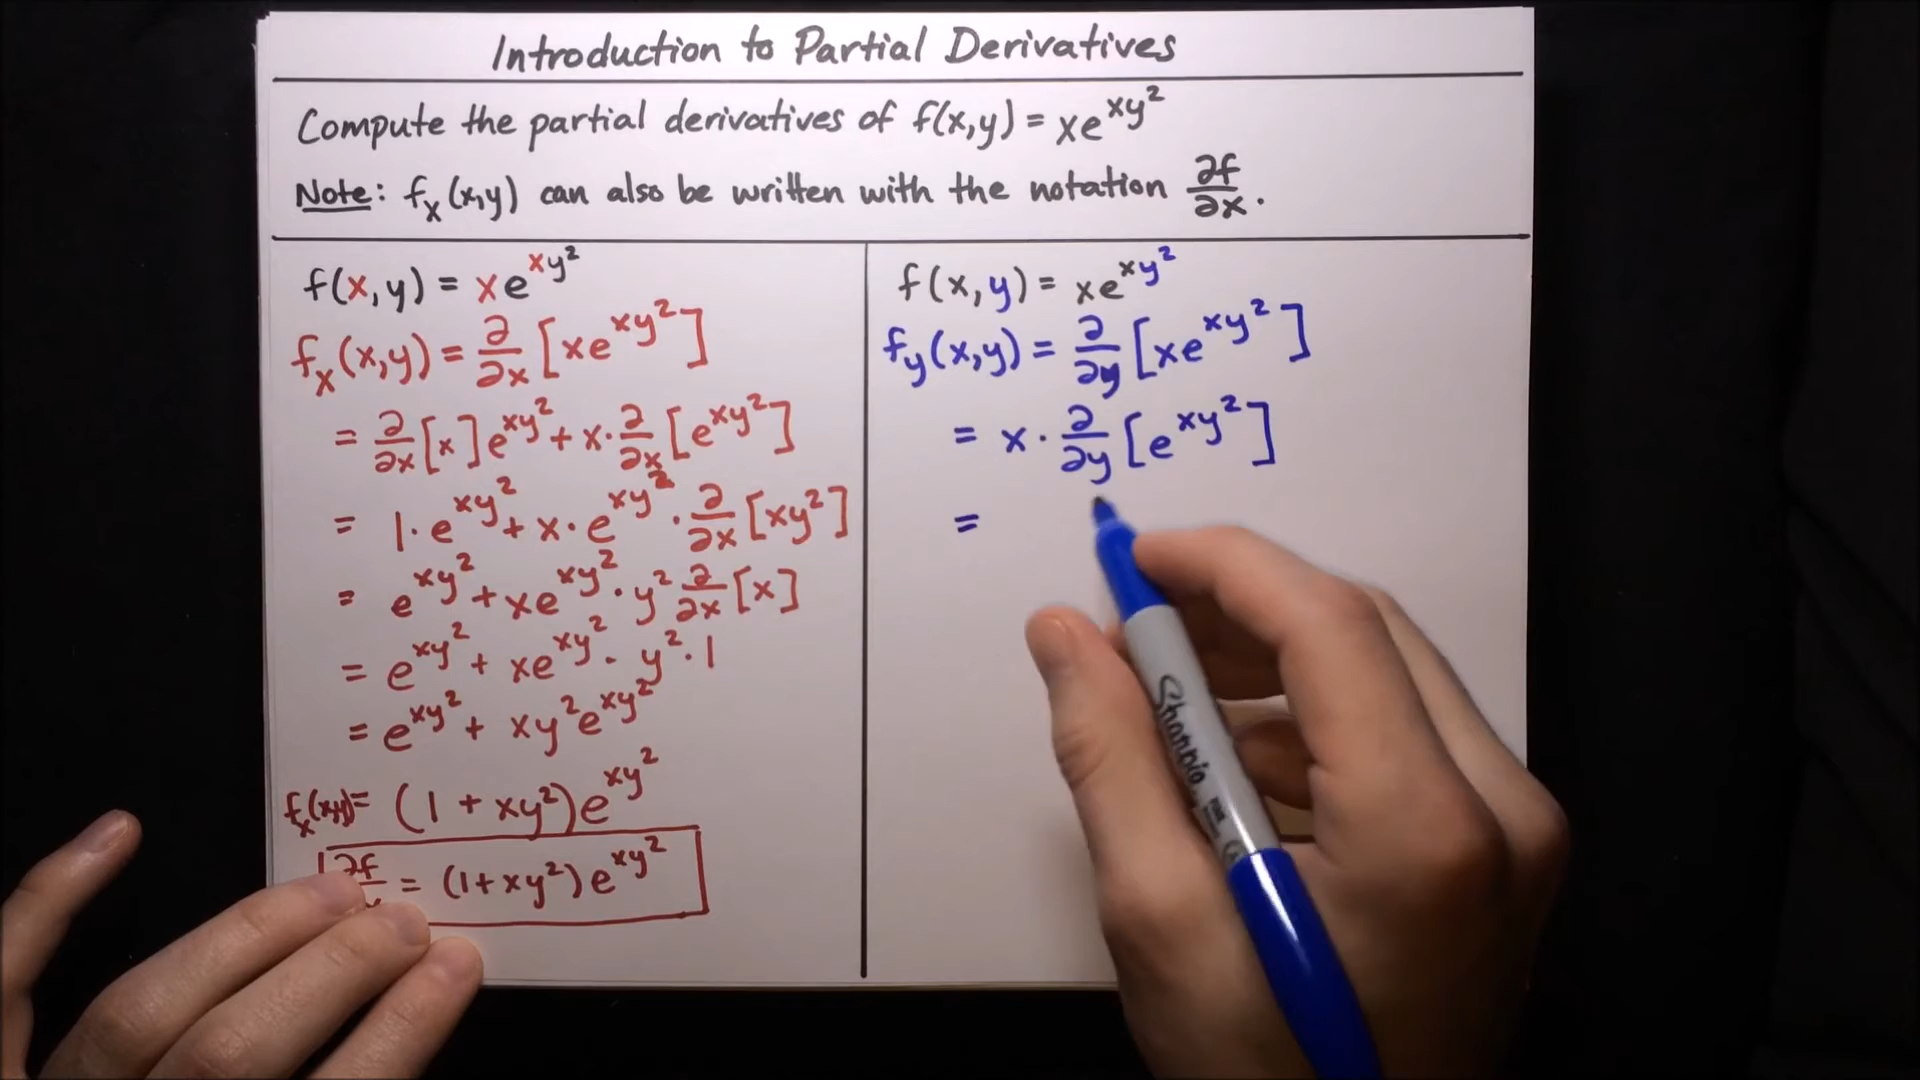 Introduction to Partial Derivatives
Compute the partial derivatives of f(x,y) = xe^{xy²}
Note: f_x(x,y) can also be written with the notation ∂f/∂x.
f(x,y) = xe^{xy²}
f_x(x,y) = ∂/∂x [xe^{xy²}]
= ∂/∂x [x] e^{xy²} + x · ∂/∂x [e^{xy²}]
= 1 · e^{xy²} + x · e^{xy²} · ∂/∂x [xy²]
= e^{xy²} + xe^{xy²} · y² ∂/∂x [x]
= e^{xy²} + xe^{xy²} · y² · 1
= e^{xy²} + xy²e^{xy²}
f_x(x,y) = (1 + xy²)e^{xy²}
∂f = (1+xy²)e^{xy²}
f(x,y) = xe^{xy²}
f_y(x,y) = ∂/∂y [xe^{xy²}]
= x · ∂/∂y [e^{xy²}]
=
Sharpie